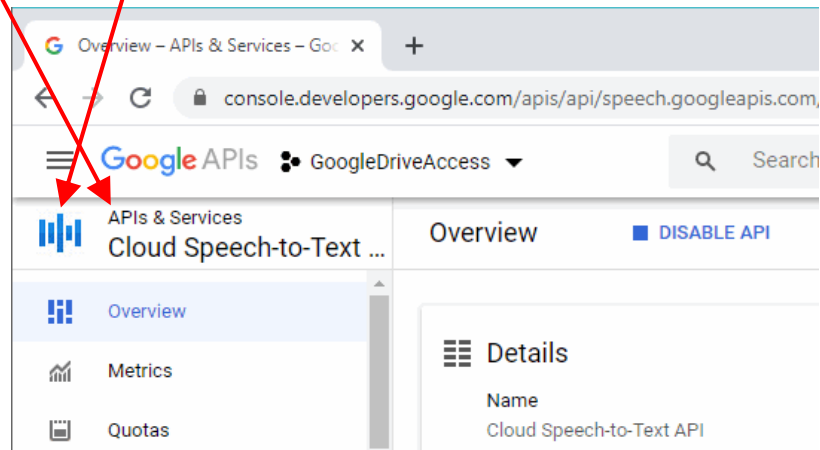 Overview – APIs & Services – Goo
console.developers.google.com/apis/api/speech.googleapis.com/
Google APIs GoogleDriveAccess Search
APIs & Services
Cloud Speech-to-Text ...
Overview DISABLE API
Overview
Details
Metrics
Name
Quotas Cloud Speech-to-Text API